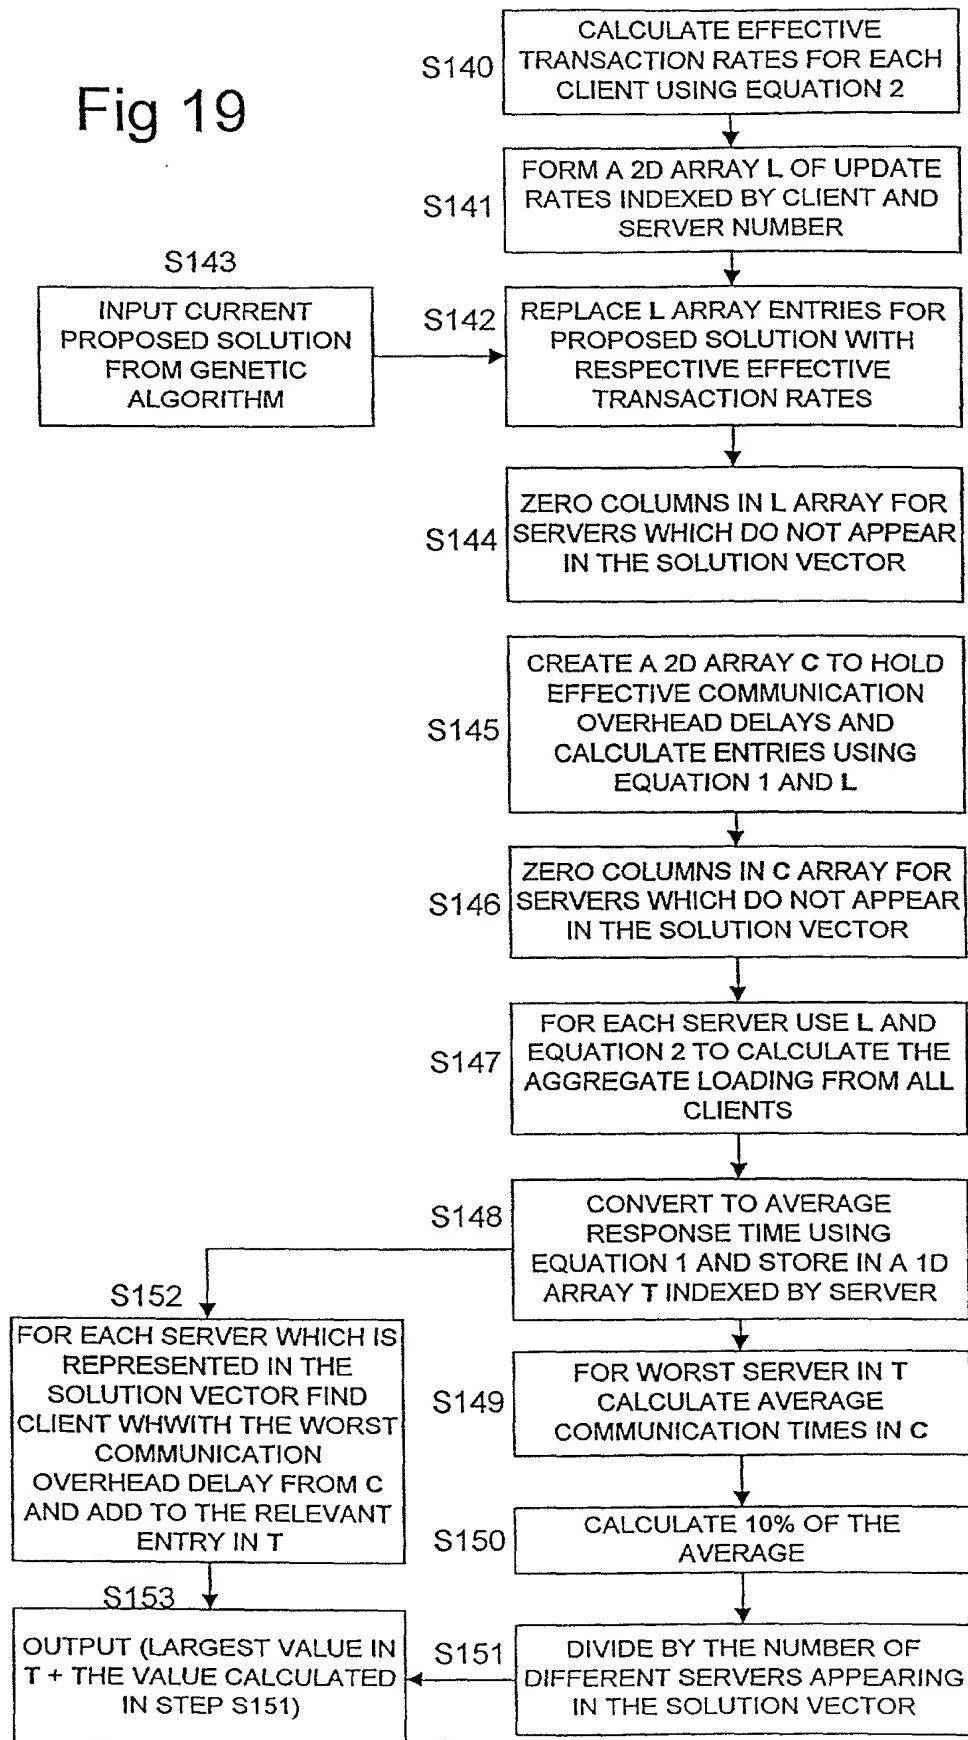 Fig 19
S140
CALCULATE EFFECTIVE
TRANSACTION RATES FOR EACH
CLIENT USING EQUATION 2
S141
FORM A 2D ARRAY L OF UPDATE
RATES INDEXED BY CLIENT AND
SERVER NUMBER
S143
INPUT CURRENT
PROPOSED SOLUTION
FROM GENETIC
ALGORITHM
S142
REPLACE L ARRAY ENTRIES FOR
PROPOSED SOLUTION WITH
RESPECTIVE EFFECTIVE
TRANSACTION RATES
S144
ZERO COLUMNS IN L ARRAY FOR
SERVERS WHICH DO NOT APPEAR
IN THE SOLUTION VECTOR
S145
CREATE A 2D ARRAY C TO HOLD
EFFECTIVE COMMUNICATION
OVERHEAD DELAYS AND
CALCULATE ENTRIES USING
EQUATION 1 AND L
S146
ZERO COLUMNS IN C ARRAY FOR
SERVERS WHICH DO NOT APPEAR
IN THE SOLUTION VECTOR
S147
FOR EACH SERVER USE L AND
EQUATION 2 TO CALCULATE THE
AGGREGATE LOADING FROM ALL
CLIENTS
S148
CONVERT TO AVERAGE
RESPONSE TIME USING
EQUATION 1 AND STORE IN A 1D
ARRAY T INDEXED BY SERVER
S152
FOR EACH SERVER WHICH IS
REPRESENTED IN THE
SOLUTION VECTOR FIND
CLIENT WHWITH THE WORST
COMMUNICATION
OVERHEAD DELAY FROM C
AND ADD TO THE RELEVANT
ENTRY IN T
S149
FOR WORST SERVER IN T
CALCULATE AVERAGE
COMMUNICATION TIMES IN C
S150
CALCULATE 10% OF THE
AVERAGE
S153
OUTPUT (LARGEST VALUE IN
T + THE VALUE CALCULATED
IN STEP S151)
S151
DIVIDE BY THE NUMBER OF
DIFFERENT SERVERS APPEARING
IN THE SOLUTION VECTOR